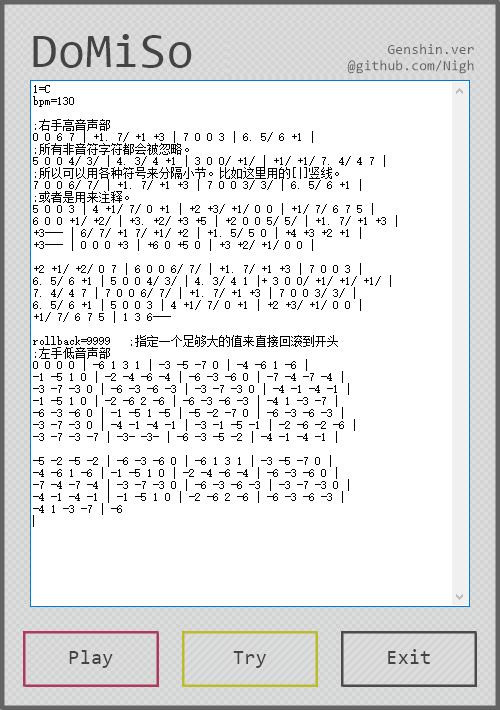 DoMiSo
Genshin.ver
@github.com/Nigh
1=C
bpm=130
;右手高音声部
0 0 6 7 | +1. 7/ +1 +3 | 7 0 0 3 | 6. 5/ 6 +1 |
;所有非音符字符都会被忽略。
5 0 0 4/ 3/ | 4. 3/ 4 +1 | 3 0 0/ +1/ | +1/ +1/ 7. 4/ 4 7 |
;所以可以用各种符号来分隔小节。比如这里用的[|]竖线。
7 0 0 6/ 7/ | +1. 7/ +1 +3 | 7 0 0 3/ 3/ | 6. 5/ 6 +1 |
;或者是用来注释。
5 0 0 3 | 4 +1/ 7/ 0 +1 | +2 +3/ +1/ 0 0 | +1/ 7/ 6 7 5 |
6 0 0 +1/ +2/ | +3. +2/ +3 +5 | +2 0 0 5/ 5/ | +1. 7/ +1 +3 |
+3--- | 6/ 7/ +1 7/ +1/ +2 | +1. 5/ 5 0 | +4 +3 +2 +1 |
+3--- | 0 0 0 +3 | +6 0 +5 0 | +3 +2/ +1/ 0 0 |
+2 +1/ +2/ 0 7 | 6 0 0 6/ 7/ | +1. 7/ +1 +3 | 7 0 0 3 |
6. 5/ 6 +1 | 5 0 0 4/ 3/ | 4. 3/ 4 1 |+ 3 0 0/ +1/ +1/ +1/ |
7. 4/ 4 7 | 7 0 0 6/ 7/ | +1. 7/ +1 +3 | 7 0 0 3/ 3/ |
6. 5/ 6 +1 | 5 0 0 3 | 4 +1/ 7/ 0 +1 | +2 +3/ +1/ 0 0 |
+1/ 7/ 6 7 5 | 1 3 6---
rollback=9999 ;指定一个足够大的值来直接回滚到开头
;左手低音声部
0 0 0 0 | -6 1 3 1 | -3 -5 -7 0 | -4 -6 1 -6 |
-1 -5 1 0 | -2 -4 -6 -4 | -6 -3 -6 0 | -7 -4 -7 -4 |
-3 -7 -3 0 | -6 -3 -6 -3 | -3 -7 -3 0 | -4 -1 -4 -1 |
-1 -5 1 0 | -2 -6 2 -6 | -6 -3 -6 -3 | -4 1 -3 -7 |
-6 -3 -6 0 | -1 -5 1 -5 | -5 -2 -7 0 | -6 -3 -6 -3 |
-3 -7 -3 0 | -4 -1 -4 -1 | -3 -1 -5 -1 | -2 -6 -2 -6 |
-3 -7 -3 -7 | -3- -3- | -6 -3 -5 -2 | -4 -1 -4 -1 |
-5 -2 -5 -2 | -6 -3 -6 0 | -6 1 3 1 | -3 -5 -7 0 |
-4 -6 1 -6 | -1 -5 1 0 | -2 -4 -6 -4 | -6 -3 -6 0 |
-7 -4 -7 -4 | -3 -7 -3 0 | -6 -3 -6 -3 | -3 -7 -3 0 |
-4 -1 -4 -1 | -1 -5 1 0 | -2 -6 2 -6 | -6 -3 -6 -3 |
-4 1 -3 -7 | -6
Play
Try
Exit